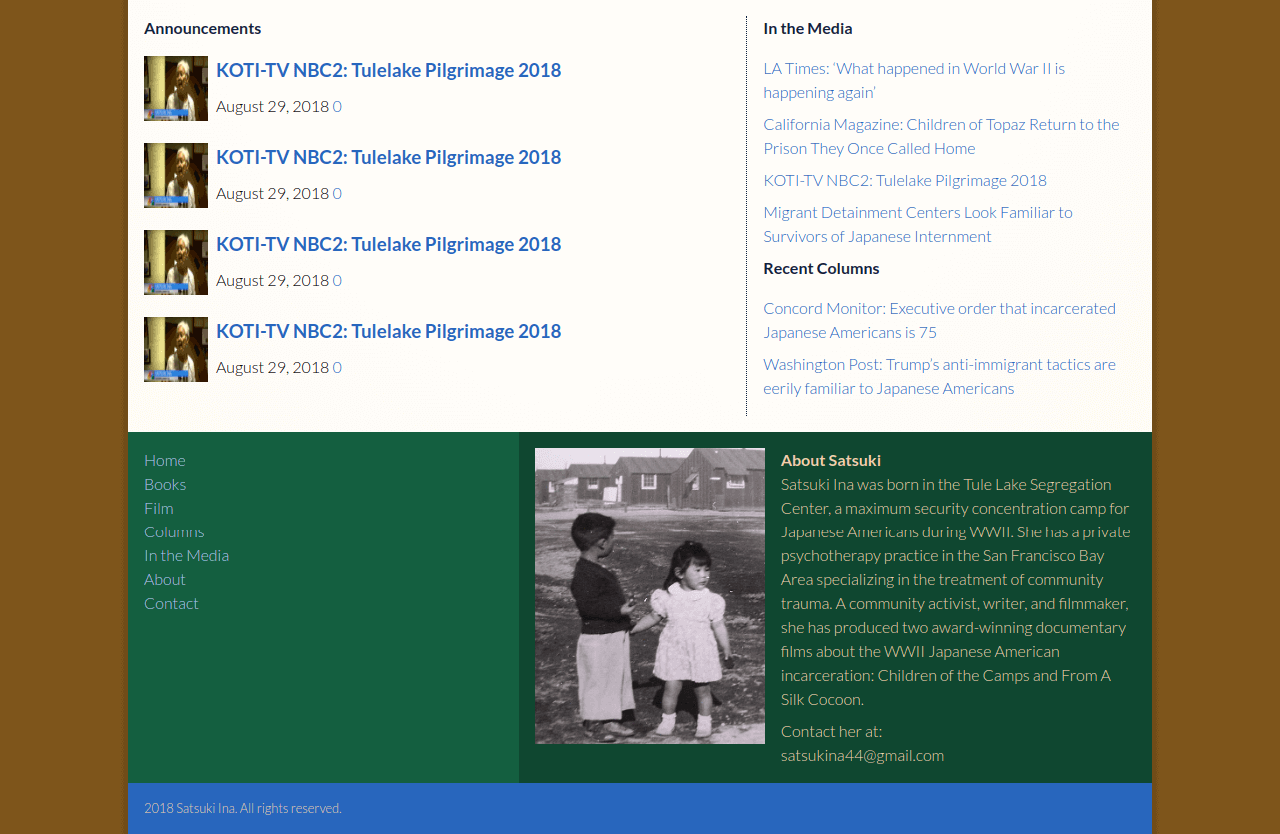 Announcements
KOTI-TV NBC2: Tulelake Pilgrimage 2018
August 29, 2018 0
KOTI-TV NBC2: Tulelake Pilgrimage 2018
August 29, 2018 0
KOTI-TV NBC2: Tulelake Pilgrimage 2018
August 29, 2018 0
KOTI-TV NBC2: Tulelake Pilgrimage 2018
August 29, 2018 0
In the Media
LA Times: ‘What happened in World War II is
happening again’
California Magazine: Children of Topaz Return to the
Prison They Once Called Home
KOTI-TV NBC2: Tulelake Pilgrimage 2018
Migrant Detainment Centers Look Familiar to
Survivors of Japanese Internment
Recent Columns
Concord Monitor: Executive order that incarcerated
Japanese Americans is 75
Washington Post: Trump’s anti-immigrant tactics are
eerily familiar to Japanese Americans
Home
Books
Film
Columns
In the Media
About
Contact
About Satsuki
Satsuki Ina was born in the Tule Lake Segregation
Center, a maximum security concentration camp for
Japanese Americans during WWII. She has a private
psychotherapy practice in the San Francisco Bay
Area specializing in the treatment of community
trauma. A community activist, writer, and filmmaker,
she has produced two award-winning documentary
films about the WWII Japanese American
incarceration: Children of the Camps and From A
Silk Cocoon.
Contact her at:
satsukina44@gmail.com
2018 Satsuki Ina. All rights reserved.